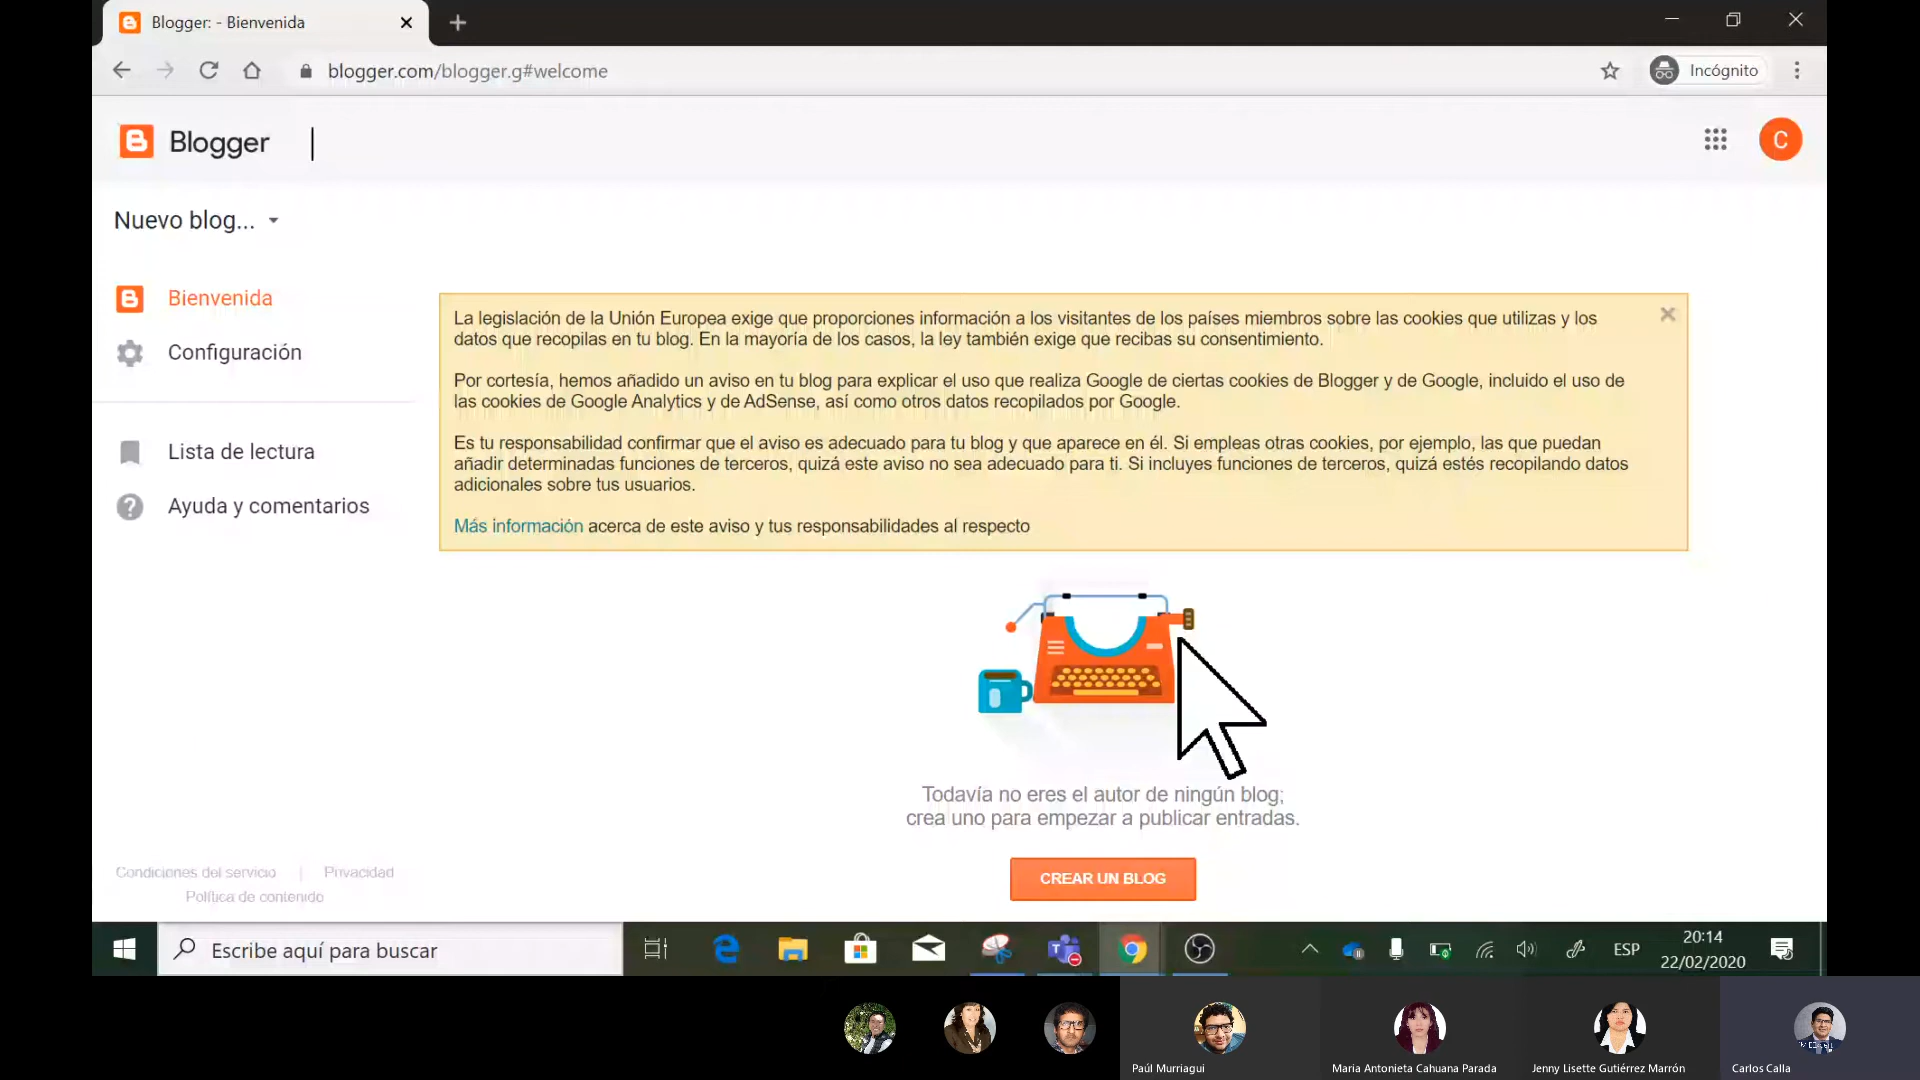 Blogger: - Bienvenida
blogger.com/blogger.g#welcome
Incógnito
Blogger
C
Nuevo blog...
Bienvenida
Configuración
Lista de lectura
Ayuda y comentarios
La legislación de la Unión Europea exige que proporciones información a los visitantes de los países miembros sobre las cookies que utilizas y los
datos que recopilas en tu blog. En la mayoría de los casos, la ley también exige que recibas su consentimiento.
Por cortesía, hemos añadido un aviso en tu blog para explicar el uso que realiza Google de ciertas cookies de Blogger y de Google, incluido el uso de
las cookies de Google Analytics y de AdSense, así como otros datos recopilados por Google.
Es tu responsabilidad confirmar que el aviso es adecuado para tu blog y que aparece en él. Si empleas otras cookies, por ejemplo, las que puedan
añadir determinadas funciones de terceros, quizá este aviso no sea adecuado para ti. Si incluyes funciones de terceros, quizá estés recopilando datos
adicionales sobre tus usuarios.
Más información acerca de este aviso y tus responsabilidades al respecto
Todavía no eres el autor de ningún blog;
crea uno para empezar a publicar entradas.
CREAR UN BLOG
Condiciones del servicio | Privacidad
Política de contenido
Escribe aquí para buscar
ESP
20:14
22/02/2020
Paúl Murriagui
Maria Antonieta Cahuana Parada
Jenny Lisette Gutiérrez Marrón
Carlos Calla